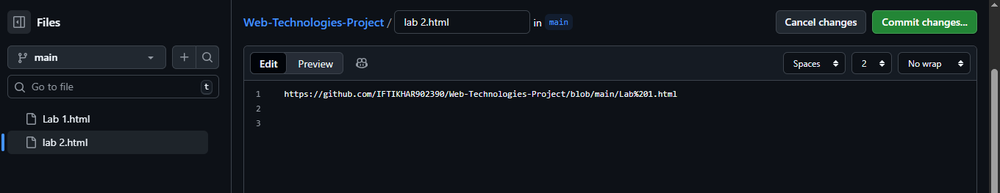 Files
main
Go to file
t
Lab 1.html
lab 2.html
Web-Technologies-Project / lab 2.html in main
Cancel changes
Commit changes...
Edit
Preview
Spaces
2
No wrap
1 https://github.com/IFTIKHAR902390/Web-Technologies-Project/blob/main/Lab%201.html
2
3